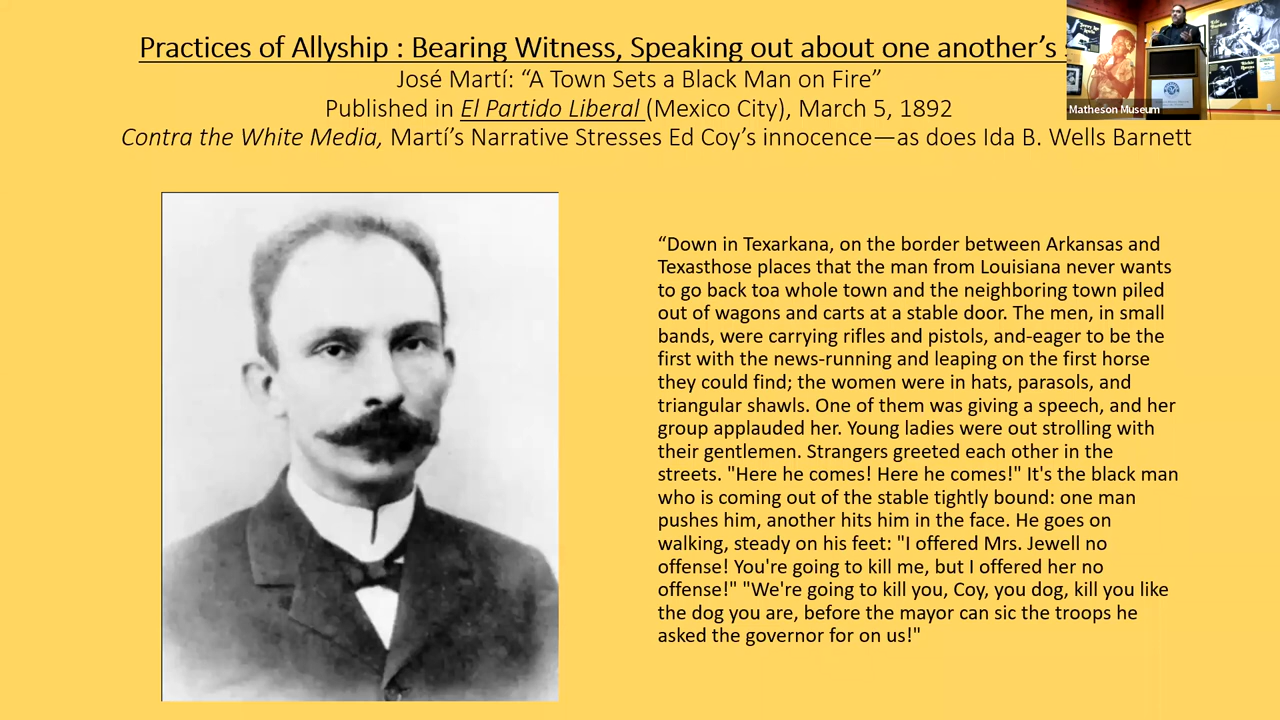 Practices of Allyship : Bearing Witness, Speaking out about one another's
José Martí: "A Town Sets a Black Man on Fire"
Published in El Partido Liberal (Mexico City), March 5, 1892
Contra the White Media, Martí's Narrative Stresses Ed Coy's innocence—as does Ida B. Wells Barnett
Matheson Museum
"Down in Texarkana, on the border between Arkansas and
Texasthose places that the man from Louisiana never wants
to go back toa whole town and the neighboring town piled
out of wagons and carts at a stable door. The men, in small
bands, were carrying rifles and pistols, and-eager to be the
first with the news-running and leaping on the first horse
they could find; the women were in hats, parasols, and
triangular shawls. One of them was giving a speech, and her
group applauded her. Young ladies were out strolling with
their gentlemen. Strangers greeted each other in the
streets. "Here he comes! Here he comes!" It's the black man
who is coming out of the stable tightly bound: one man
pushes him, another hits him in the face. He goes on
walking, steady on his feet: "I offered Mrs. Jewell no
offense! You're going to kill me, but I offered her no
offense!" "We're going to kill you, Coy, you dog, kill you like
the dog you are, before the mayor can sic the troops he
asked the governor for on us!"